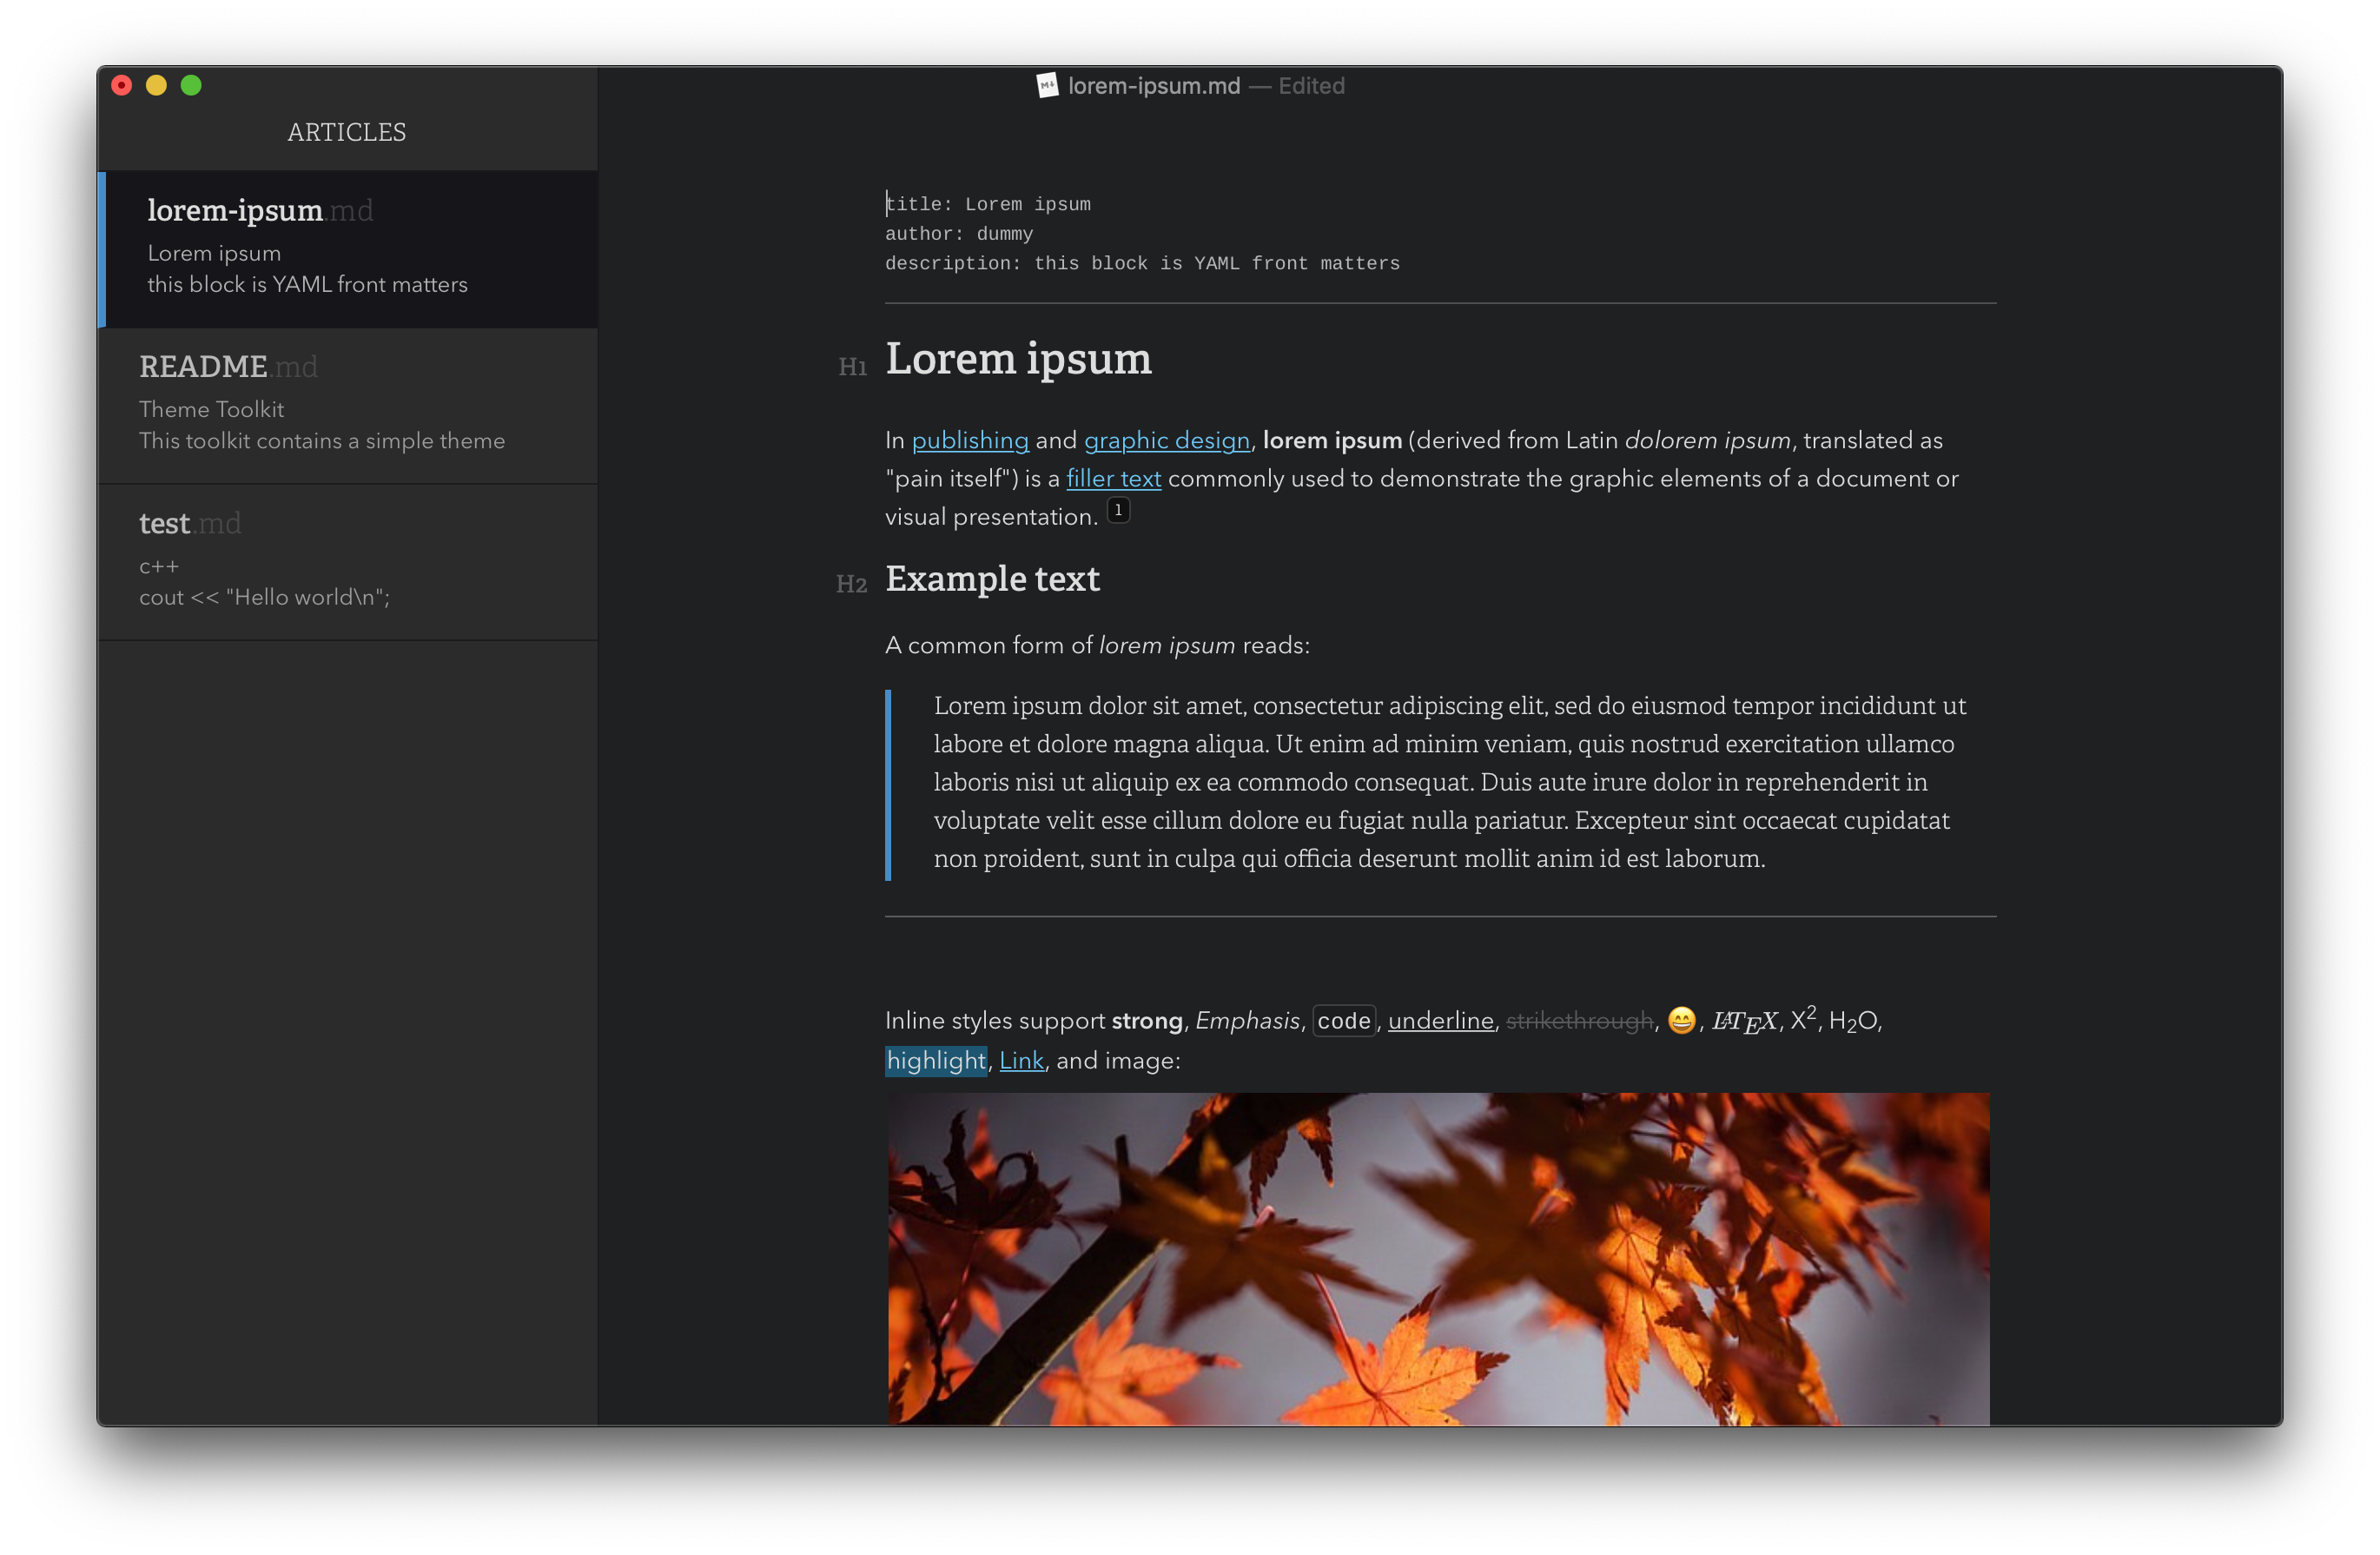 lorem-ipsum.md — Edited
ARTICLES
lorem-ipsum.md
Lorem ipsum
this block is YAML front matters
README.md
Theme Toolkit
This toolkit contains a simple theme
test.md
c++
cout << "Hello world\n";
title: Lorem ipsum
author: dummy
description: this block is YAML front matters
H1 Lorem ipsum
In publishing and graphic design, lorem ipsum (derived from Latin dolorem ipsum, translated as
"pain itself") is a filler text commonly used to demonstrate the graphic elements of a document or
visual presentation. 1
H2 Example text
A common form of lorem ipsum reads:
Lorem ipsum dolor sit amet, consectetur adipiscing elit, sed do eiusmod tempor incididunt ut
labore et dolore magna aliqua. Ut enim ad minim veniam, quis nostrud exercitation ullamco
laboris nisi ut aliquip ex ea commodo consequat. Duis aute irure dolor in reprehenderit in
voluptate velit esse cillum dolore eu fugiat nulla pariatur. Excepteur sint occaecat cupidatat
non proident, sunt in culpa qui officia deserunt mollit anim id est laborum.
Inline styles support strong, Emphasis, code, underline, strikethrough, 😄, LATEX, X², H₂O,
highlight, Link, and image: